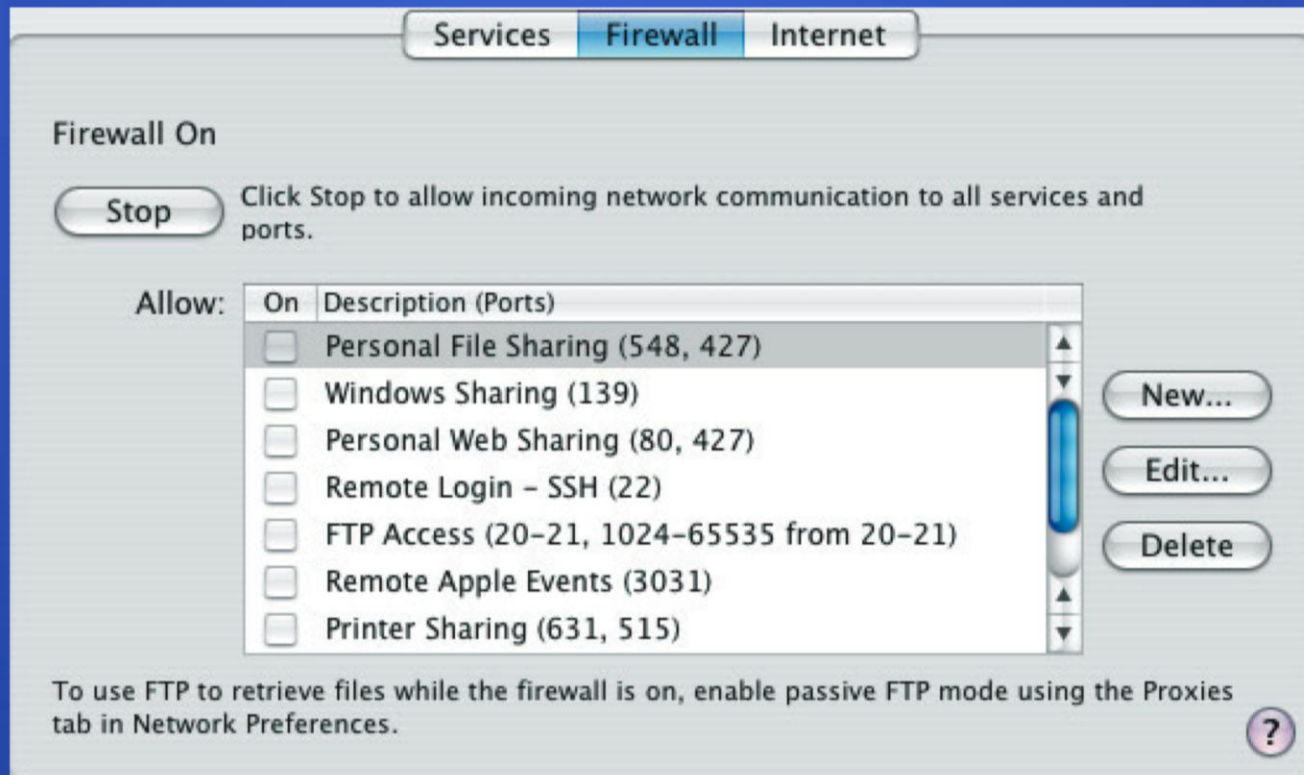 Services Firewall Internet
Firewall On
Stop Click Stop to allow incoming network communication to all services and
ports.
Allow: On Description (Ports)
Personal File Sharing (548, 427)
Windows Sharing (139)
New...
Personal Web Sharing (80, 427)
Edit...
Remote Login – SSH (22)
FTP Access (20–21, 1024–65535 from 20–21)
Delete
Remote Apple Events (3031)
Printer Sharing (631, 515)
To use FTP to retrieve files while the firewall is on, enable passive FTP mode using the Proxies
tab in Network Preferences.
?